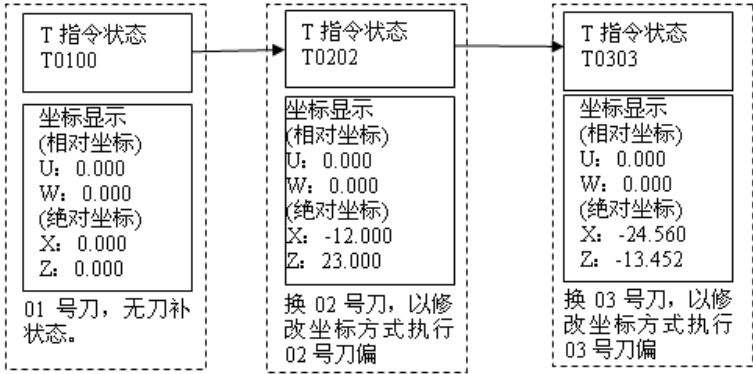 T 指令状态
T0100
坐标显示
(相对坐标)
U: 0.000
W: 0.000
(绝对坐标)
X: 0.000
Z: 0.000
01 号刀，无刀补
状态。
T 指令状态
T0202
坐标显示
(相对坐标)
U: 0.000
W: 0.000
(绝对坐标)
X: -12.000
Z: 23.000
换 02 号刀，以修
改坐标方式执行
02 号刀偏
T 指令状态
T0303
坐标显示
(相对坐标)
U: 0.000
W: 0.000
(绝对坐标)
X: -24.560
Z: -13.452
换 03 号刀，以修
改坐标方式执行
03 号刀偏